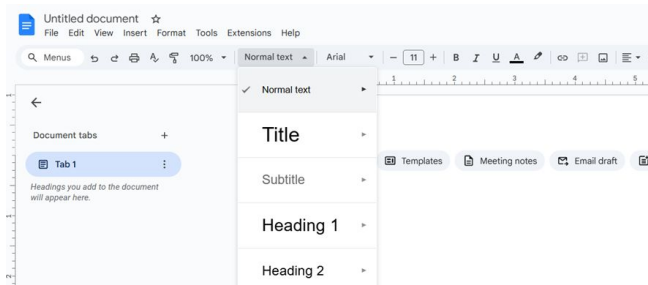 Untitled document
File Edit View Insert Format Tools Extensions Help
Menus 100% Normal text Arial 11 B I U A
1 2 3 4 5
Document tabs
Normal text
Tab 1
Title
Templates Meeting notes Email draft
Headings you add to the document
will appear here.
Subtitle
1
Heading 1
Heading 2
2